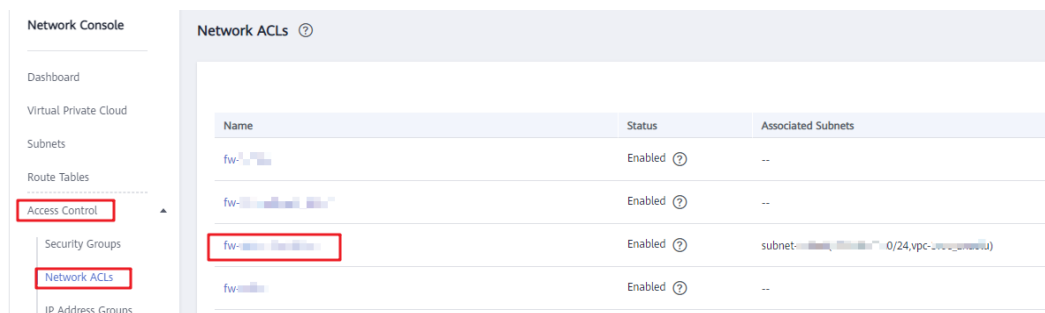 Network Console
Network ACLs ?
Dashboard
Virtual Private Cloud
Subnets
Route Tables
Access Control
Security Groups
Network ACLs
IP Address Groups
Name Status Associated Subnets
fw- Enabled ? --
fw- Enabled ? --
fw- Enabled ? subnet- 0/24,vpc-
fw- Enabled ? --